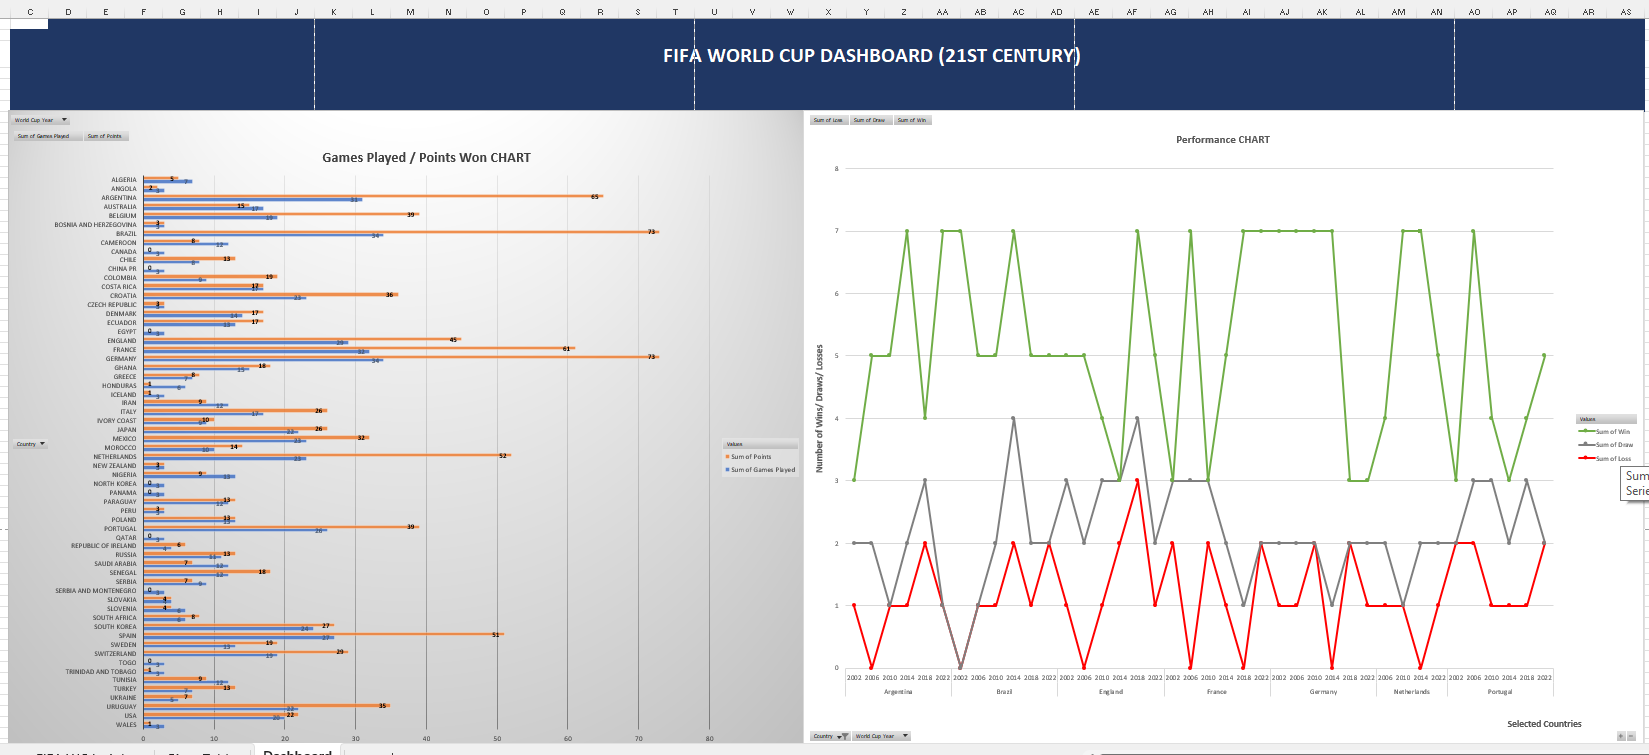 C D E F G H I J K L M N O P Q R S T U V W X Y Z AA AB AC AD AE AF AG AH AI AJ AK AL AM AN AO AP AQ AR AS
FIFA WORLD CUP DASHBOARD (21ST CENTURY)
World Cup Year
Sum of Games Played Sum of Points
Games Played / Points Won CHART
ALGERIA 5 7
ANGOLA 2 3
ARGENTINA 65 31
AUSTRALIA 15 17
BELGIUM 39 19
BOSNIA AND HERZEGOVINA 3 3
BRAZIL 73 34
CAMEROON 8 12
CANADA 0 3
CHILE 13 8
CHINA PR 0 3
COLOMBIA 19 9
COSTA RICA 17 17
CROATIA 36 23
CZECH REPUBLIC 3 3
DENMARK 17 14
ECUADOR 17 13
EGYPT 0 3
ENGLAND 45 29
FRANCE 61 32
GERMANY 73 34
GHANA 18 15
GREECE 8 7
HONDURAS 1 6
ICELAND 1 3
IRAN 9 12
ITALY 26 17
IVORY COAST 10 9
JAPAN 26 22
MEXICO 32 23
MOROCCO 14 10
NETHERLANDS 52 23
NEW ZEALAND 3 3
NIGERIA 9 13
NORTH KOREA 0 3
PANAMA 0 3
PARAGUAY 13 12
PERU 3 3
POLAND 13 13
PORTUGAL 39 26
QATAR 0 3
REPUBLIC OF IRELAND 6 4
RUSSIA 13 11
SAUDI ARABIA 7 12
SENEGAL 18 12
SERBIA 7 9
SERBIA AND MONTENEGRO 0 3
SLOVAKIA 4 4
SLOVENIA 4 6
SOUTH AFRICA 8 6
SOUTH KOREA 27 24
SPAIN 51 27
SWEDEN 19 13
SWITZERLAND 29 19
TOGO 0 3
TRINIDAD AND TOBAGO 1 3
TUNISIA 9 12
TURKEY 13 7
UKRAINE 7 5
URUGUAY 35 22
USA 22 20
WALES 1 3
0 10 20 30 40 50 60 70 80
Country
Values
Sum of Points
Sum of Games Played
Sum of Loss Sum of Draw Sum of Win
Performance CHART
Number of Wins/ Draws/ Losses
8
7
6
5
4
3
2
1
0
2002 2006 2010 2014 2018 2022 2002 2006 2010 2014 2018 2022 2002 2006 2010 2014 2018 2022 2002 2006 2010 2014 2018 2022 2002 2006 2010 2014 2018 2022 2006 2010 2014 2022 2002 2006 2010 2014 2018 2022
Argentina Brazil England France Germany Netherlands Portugal
Values
Sum of Win
Sum of Draw
Sum of Loss
Sum
Serie
Selected Countries
Country World Cup Year
Dashboard